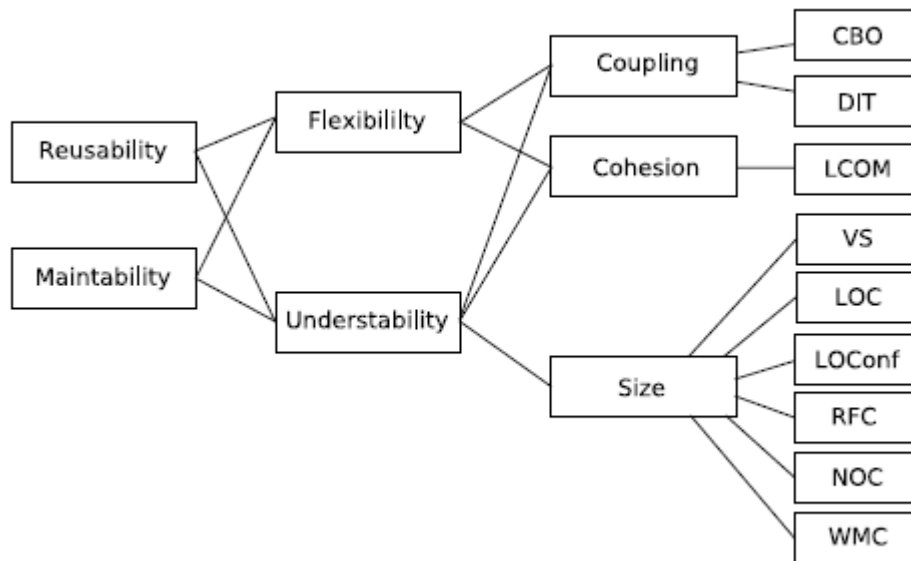 Reusability
Maintability
Flexibililty
Understability
Coupling
Cohesion
Size
CBO
DIT
LCOM
VS
LOC
LOConf
RFC
NOC
WMC